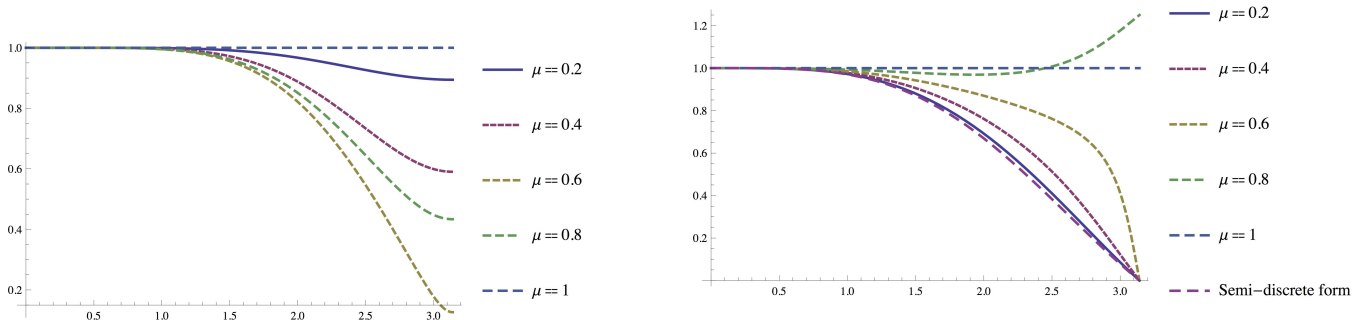 1.0
0.8
0.6
0.4
0.2
0.5 1.0 1.5 2.0 2.5 3.0
μ == 0.2
μ == 0.4
μ == 0.6
μ == 0.8
μ == 1
1.2
1.0
0.8
0.6
0.4
0.2
0.5 1.0 1.5 2.0 2.5 3.0
μ == 0.2
μ == 0.4
μ == 0.6
μ == 0.8
μ == 1
Semi-discrete form